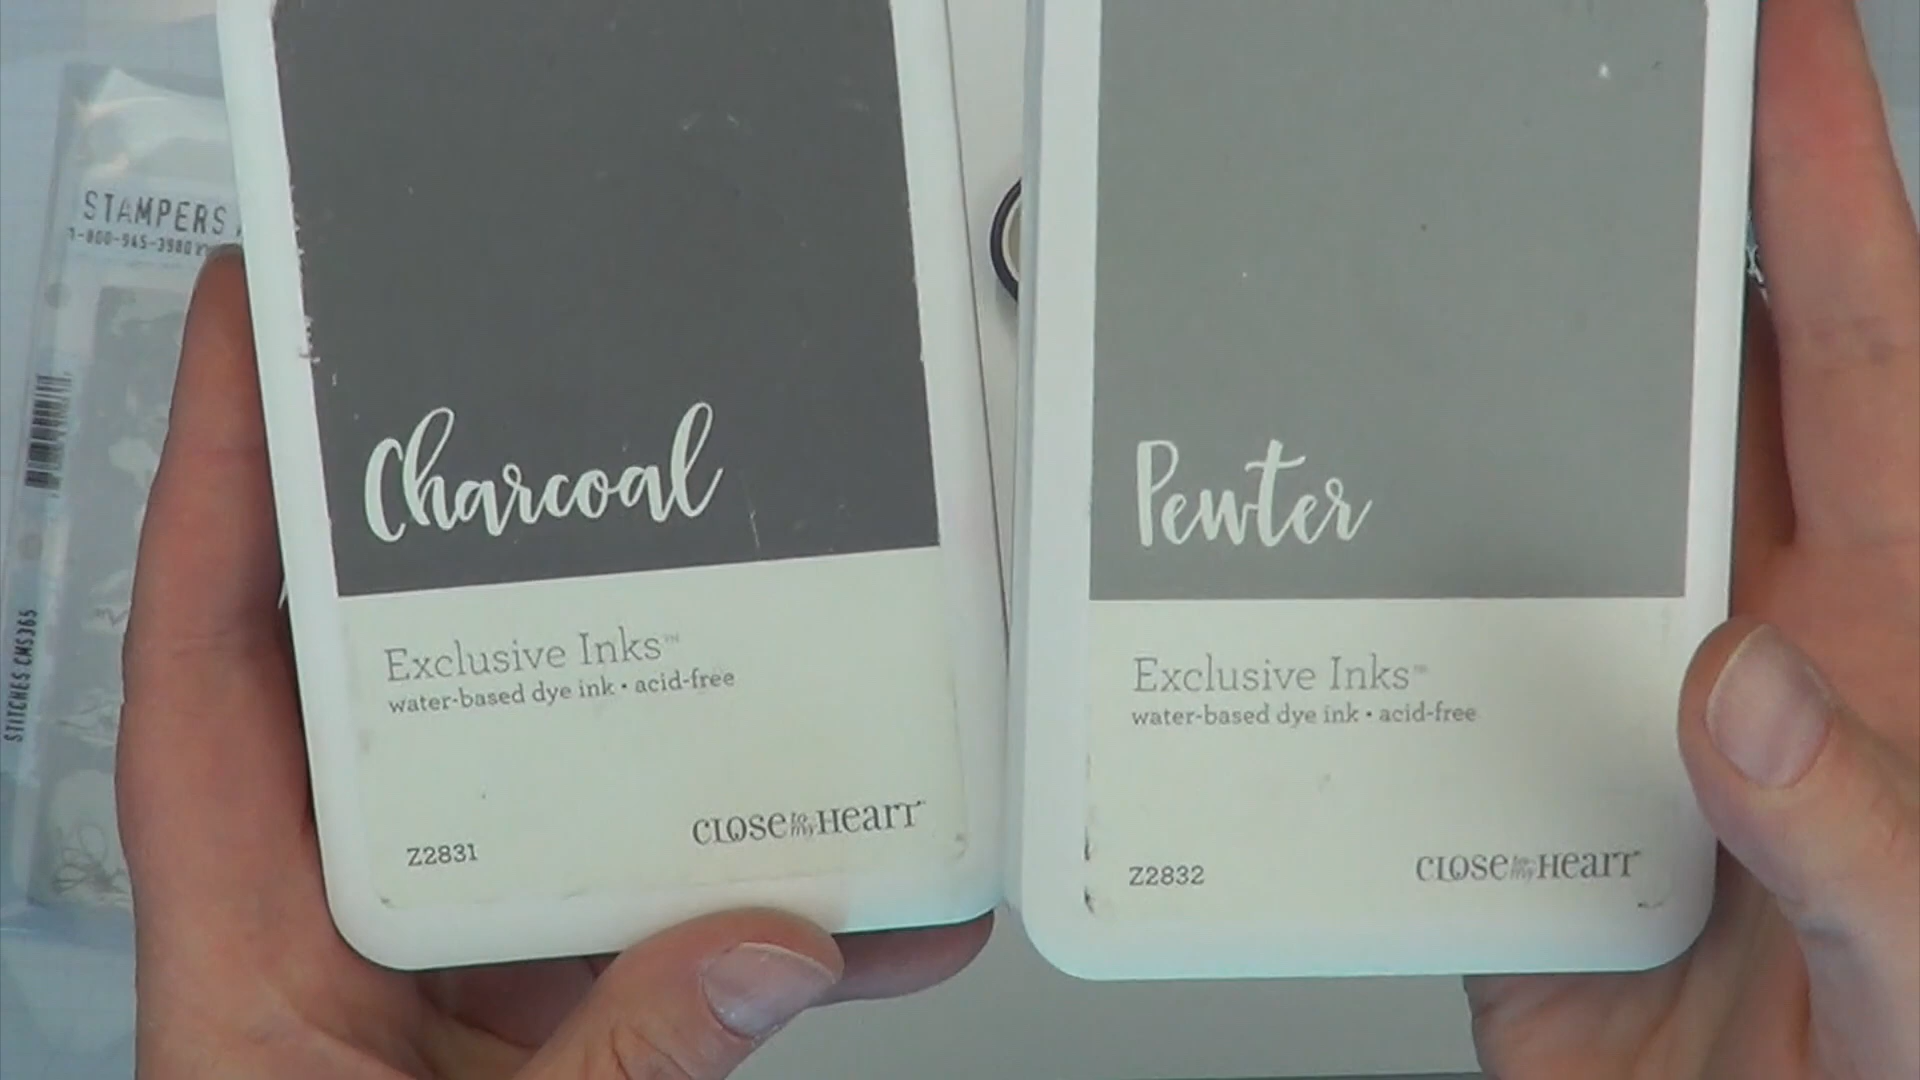 STAMPERS
1-800-945-3980
STITCHES CMS365
Charcoal
Exclusive Inks™
water-based dye ink • acid-free
Z2831
CLOSE to my HEART
Pewter
Exclusive Inks™
water-based dye ink • acid-free
Z2832
CLOSE to my HEART